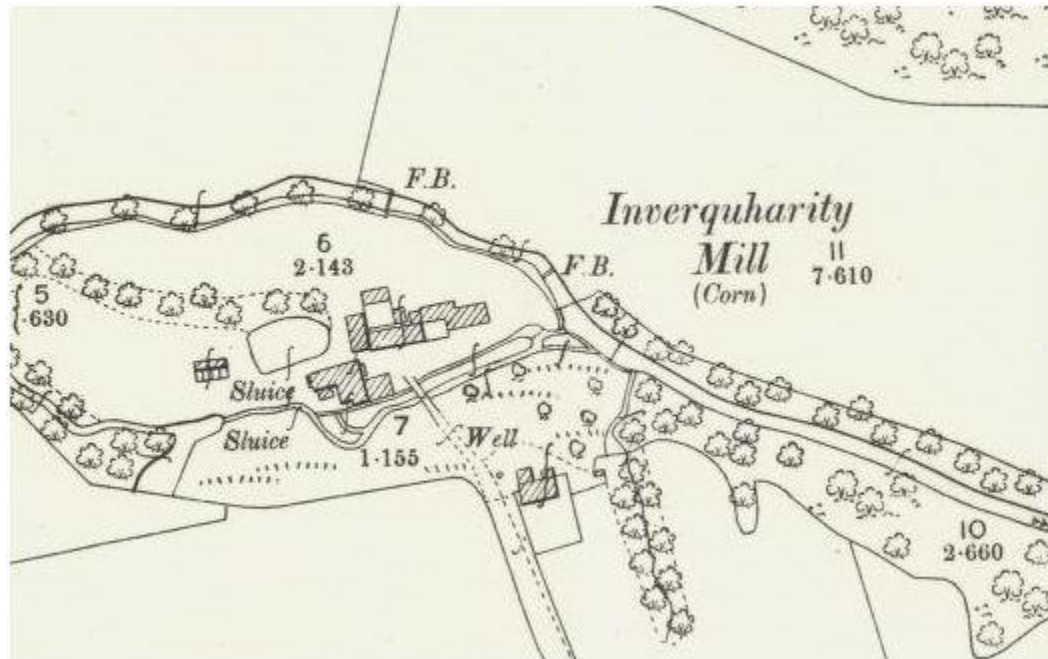 F.B.
Inverquharity
Mill
(Corn)
11
7·610
6
2·143
F.B.
5
·630
Sluice
Sluice
7
1·155
Well
10
2·660